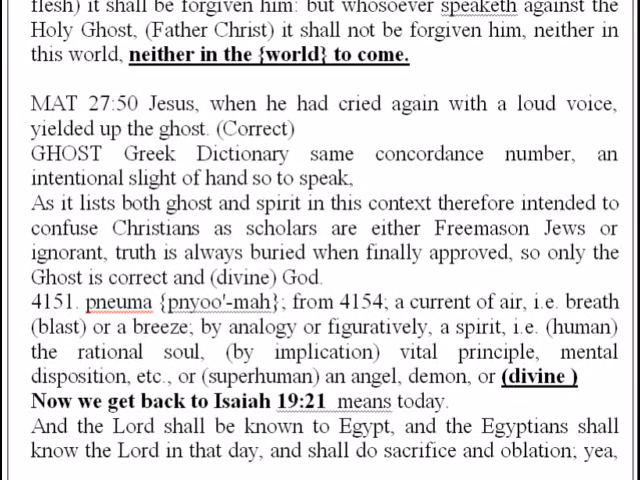 flesh) it shall be forgiven him: but whosoever speaketh against the
Holy Ghost, (Father Christ) it shall not be forgiven him, neither in
this world, neither in the {world} to come.
MAT 27:50 Jesus, when he had cried again with a loud voice,
yielded up the ghost. (Correct)
GHOST Greek Dictionary same concordance number, an
intentional slight of hand so to speak,
As it lists both ghost and spirit in this context therefore intended to
confuse Christians as scholars are either Freemason Jews or
ignorant, truth is always buried when finally approved, so only the
Ghost is correct and (divine) God.
4151. pneuma {pnyoo'-mah}; from 4154; a current of air, i.e. breath
(blast) or a breeze; by analogy or figuratively, a spirit, i.e. (human)
the rational soul, (by implication) vital principle, mental
disposition, etc., or (superhuman) an angel, demon, or (divine )
Now we get back to Isaiah 19:21 means today.
And the Lord shall be known to Egypt, and the Egyptians shall
know the Lord in that day, and shall do sacrifice and oblation; yea,